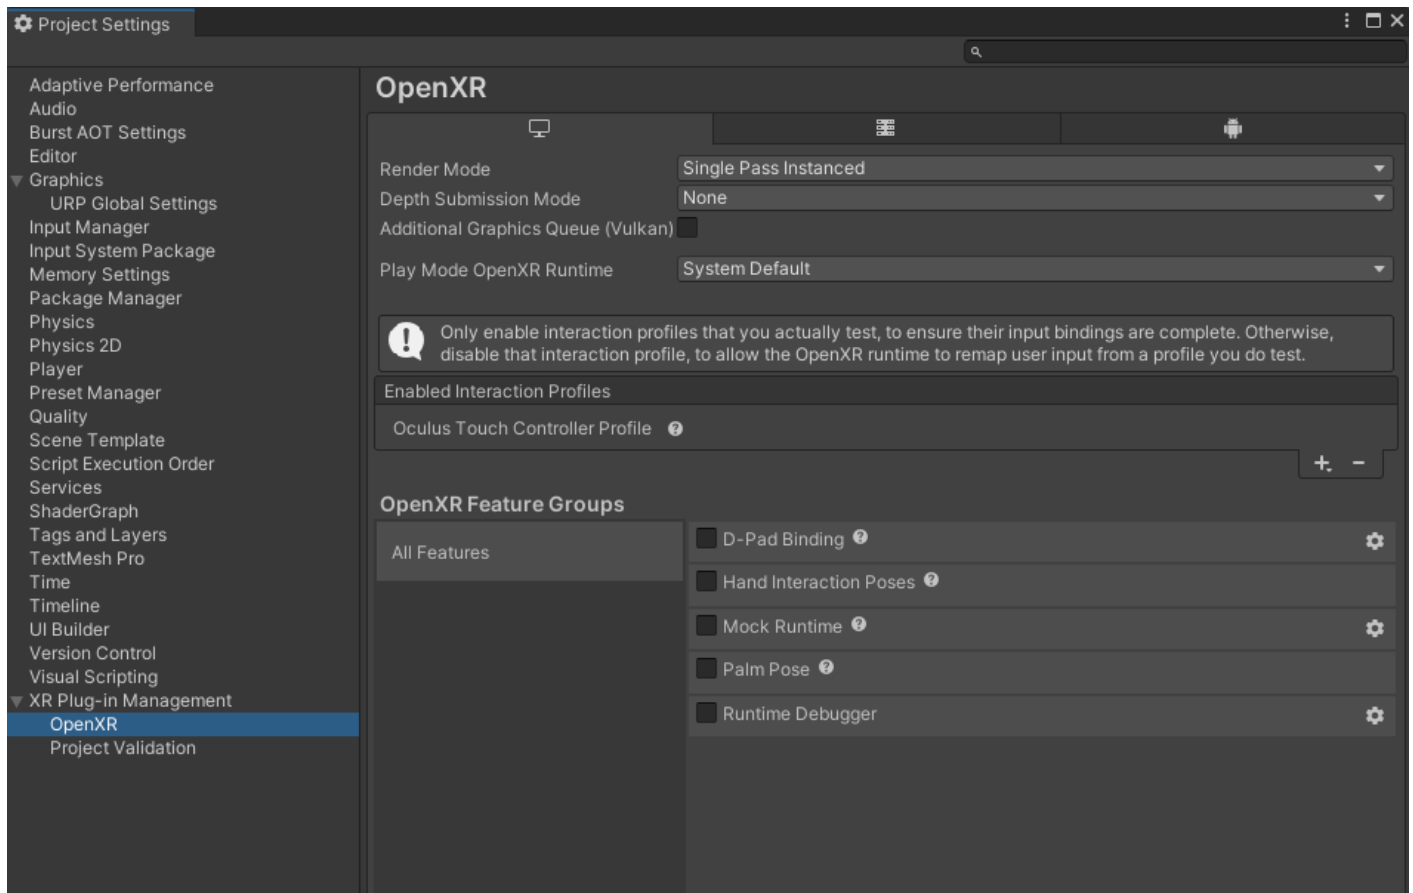 Project Settings
Adaptive Performance
Audio
Burst AOT Settings
Editor
Graphics
URP Global Settings
Input Manager
Input System Package
Memory Settings
Package Manager
Physics
Physics 2D
Player
Preset Manager
Quality
Scene Template
Script Execution Order
Services
ShaderGraph
Tags and Layers
TextMesh Pro
Time
Timeline
UI Builder
Version Control
Visual Scripting
XR Plug-in Management
OpenXR
Project Validation
OpenXR
Render Mode Single Pass Instanced
Depth Submission Mode None
Additional Graphics Queue (Vulkan)
Play Mode OpenXR Runtime System Default
Only enable interaction profiles that you actually test, to ensure their input bindings are complete. Otherwise,
disable that interaction profile, to allow the OpenXR runtime to remap user input from a profile you do test.
Enabled Interaction Profiles
Oculus Touch Controller Profile
OpenXR Feature Groups
All Features
D-Pad Binding
Hand Interaction Poses
Mock Runtime
Palm Pose
Runtime Debugger